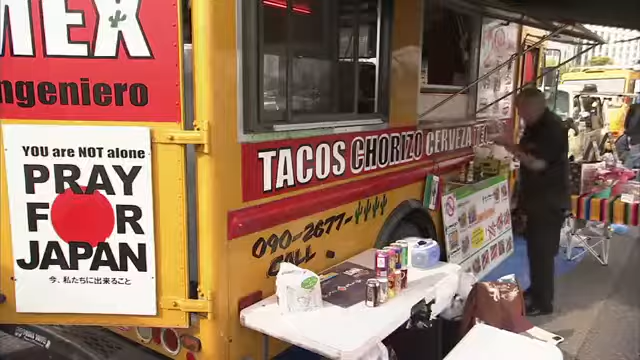 MEX
ngeniero
YOU are NOT alone
PRAY
FOR
JAPAN
今、私たちに出来ること
TACOS CHORIZO CERVEZA
090-2677-
CALL